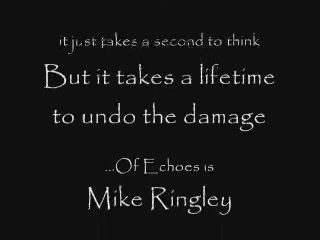 it just takes a second to think
But it takes a lifetime
to undo the damage
...Of Echoes is
Mike Ringley